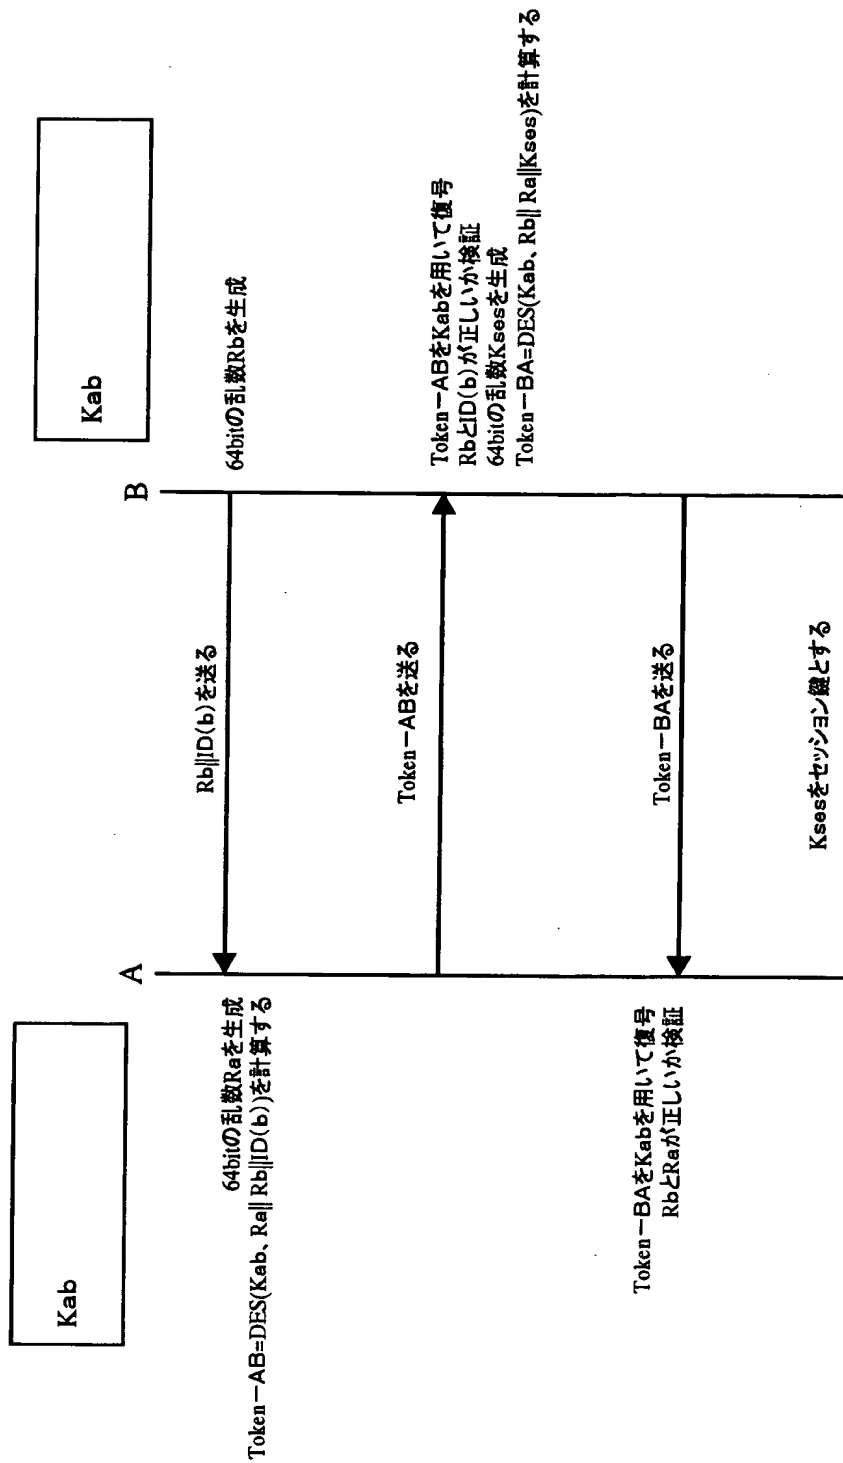 Kab
Kab
A
B
64bitの乱数Rbを生成
Rb||ID(b)を送る
64bitの乱数Raを生成
Token－AB=DES(Kab、Ra|| Rb||ID(b))を計算する
Token－ABを送る
Token－ABをKabを用いて復号
RbとID(b)が正しいか検証
64bitの乱数Ksesを生成
Token－BA=DES(Kab、Rb|| Ra||Kses)を計算する
Token－BAを送る
Token－BAをKabを用いて復号
RbとRaが正しいか検証
Ksesをセッション鍵とする